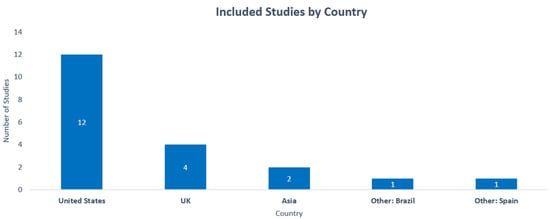 Included Studies by Country
14
12
10
8
6
4
2
0
Number of Studies
12
4
2
1
1
United States
UK
Asia
Other: Brazil
Other: Spain
Country